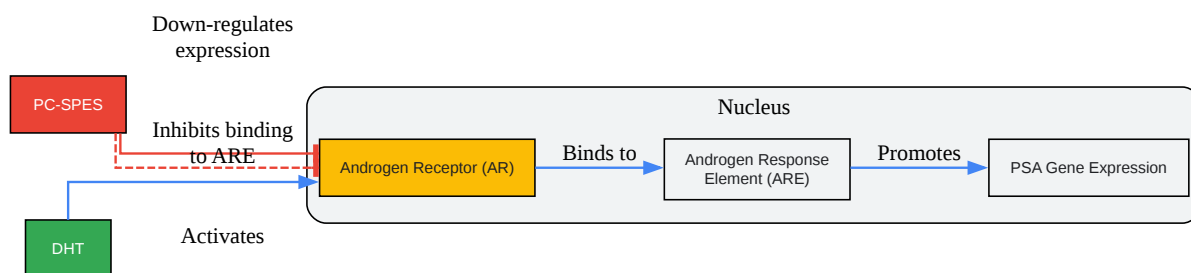 Down-regulates
expression
PC-SPES
Nucleus
Inhibits binding
to ARE
Androgen Receptor (AR)
Binds to
Androgen Response
Element (ARE)
Promotes
PSA Gene Expression
Activates
DHT